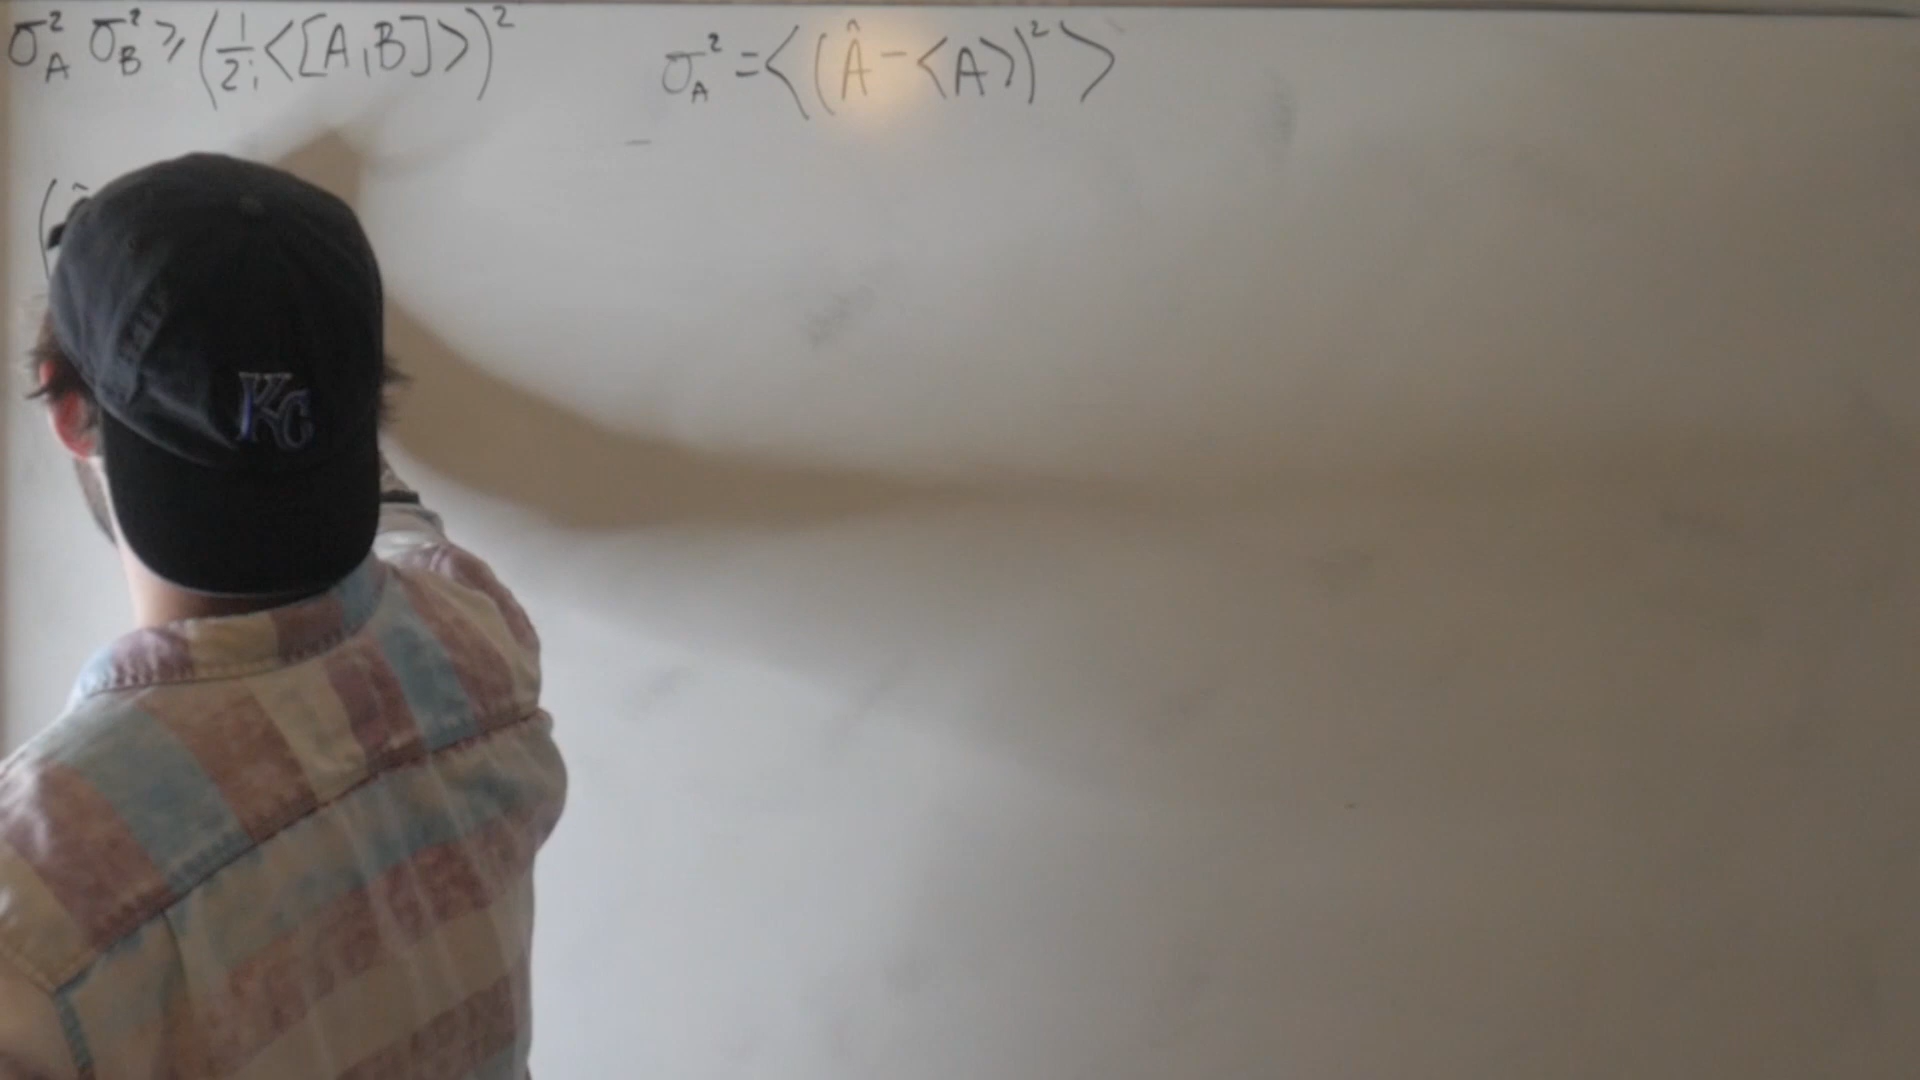 σ_A² σ_B² ≥ (1/2i <[A,B]>)² σ_A² = <(Â - <A>)²>
(^
KC